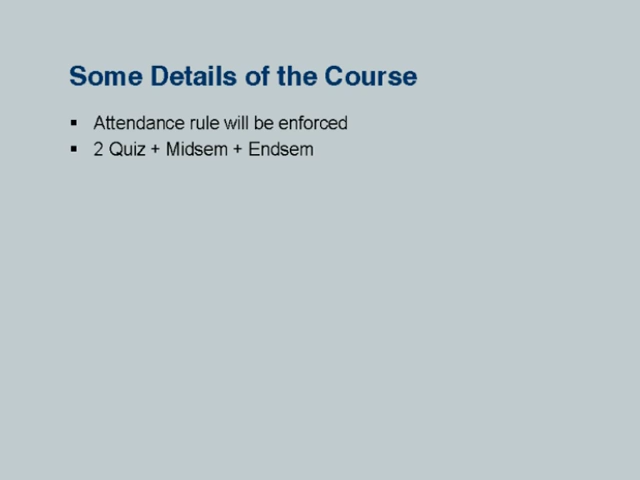 Some Details of the Course
▪ Attendance rule will be enforced
▪ 2 Quiz + Midsem + Endsem